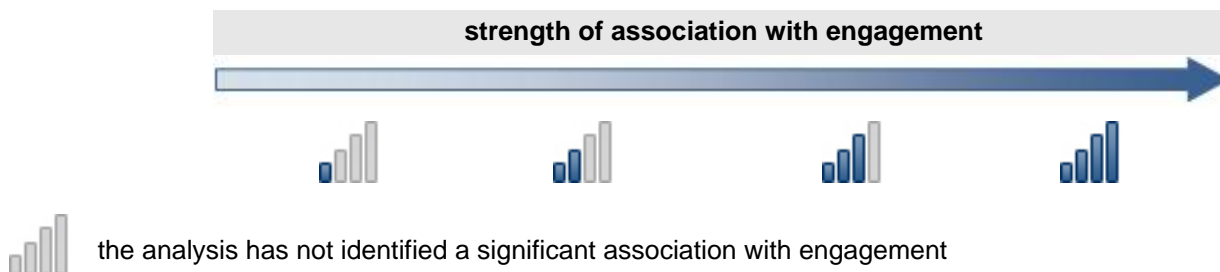 strength of association with engagement
the analysis has not identified a significant association with engagement